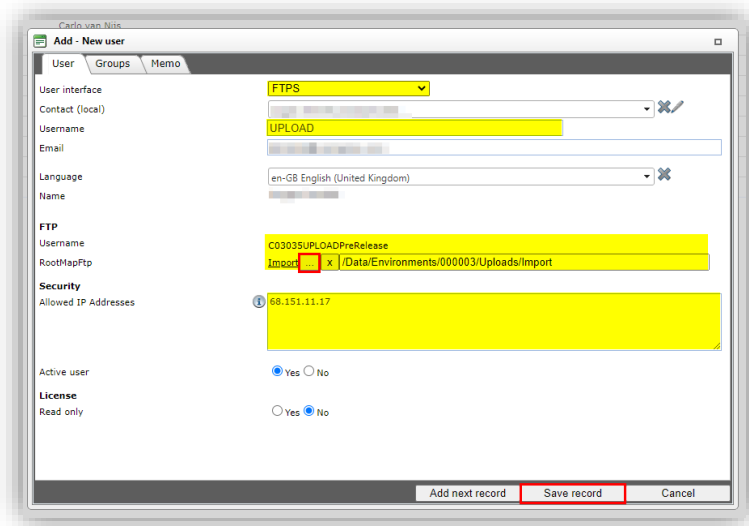 Carlo van Nijs
Add - New user
User Groups Memo
User interface FTPS
Contact (local)
Username UPLOAD
Email
Language en-GB English (United Kingdom)
Name
FTP
Username C03035UPLOADPreRelease
RootMapFtp Import ... x /Data/Environments/000003/Uploads/Import
Security
Allowed IP Addresses i 68.151.11.17
Active user Yes No
License
Read only Yes No
Add next record Save record Cancel